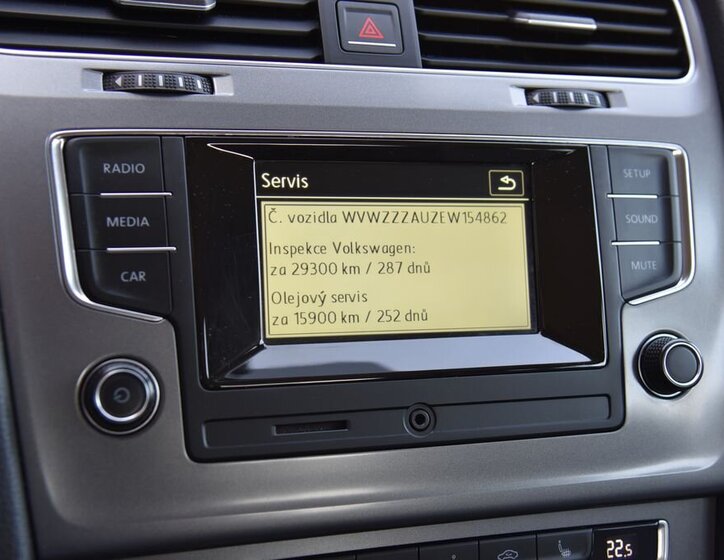 RADIO
MEDIA
CAR
Servis
Č. vozidla WVWZZZAUZEW154862
Inspekce Volkswagen:
za 29300 km / 287 dnů
Olejový servis
za 15900 km / 252 dnů
SETUP
SOUND
MUTE
22.5